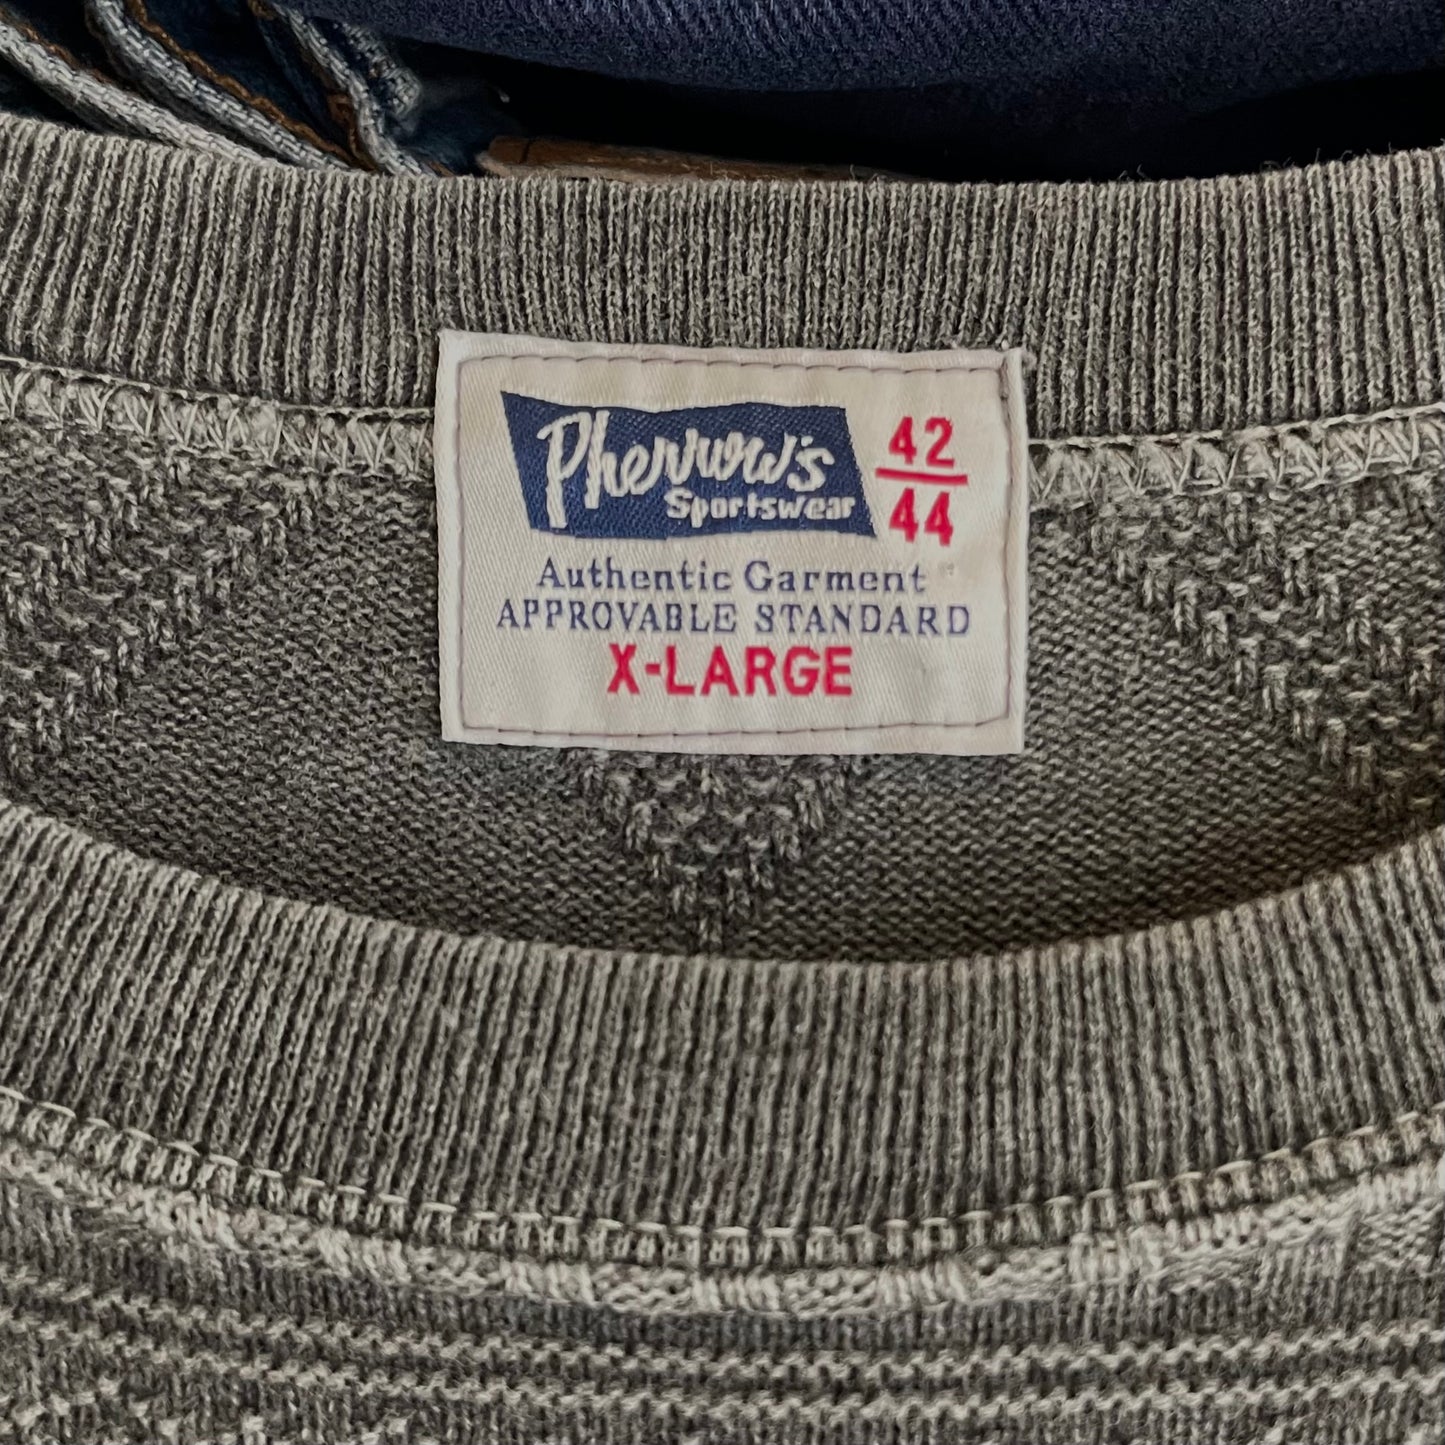 Pherrow's
Sportswear
42
44
Authentic Garment
APPROVABLE STANDARD
X-LARGE